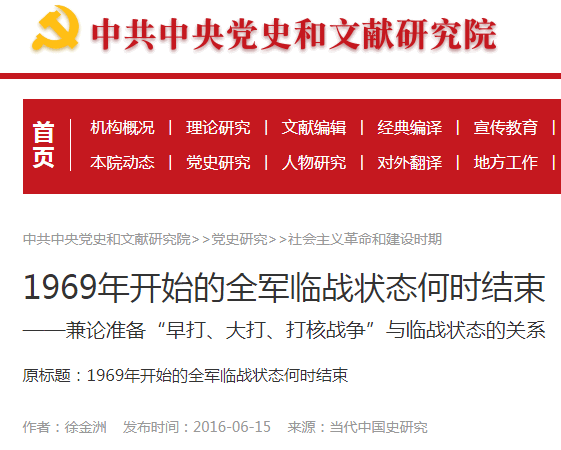 中共中央党史和文献研究院
首页
机构概况 | 理论研究 | 文献编辑 | 经典编译 | 宣传教育 |
本院动态 | 党史研究 | 人物研究 | 对外翻译 | 地方工作 |
中共中央党史和文献研究院>>党史研究>>社会主义革命和建设时期
1969年开始的全军临战状态何时结束
——兼论准备“早打、大打、打核战争”与临战状态的关系
原标题：1969年开始的全军临战状态何时结束
作者：徐金洲 发布时间：2016-06-15 来源：当代中国史研究